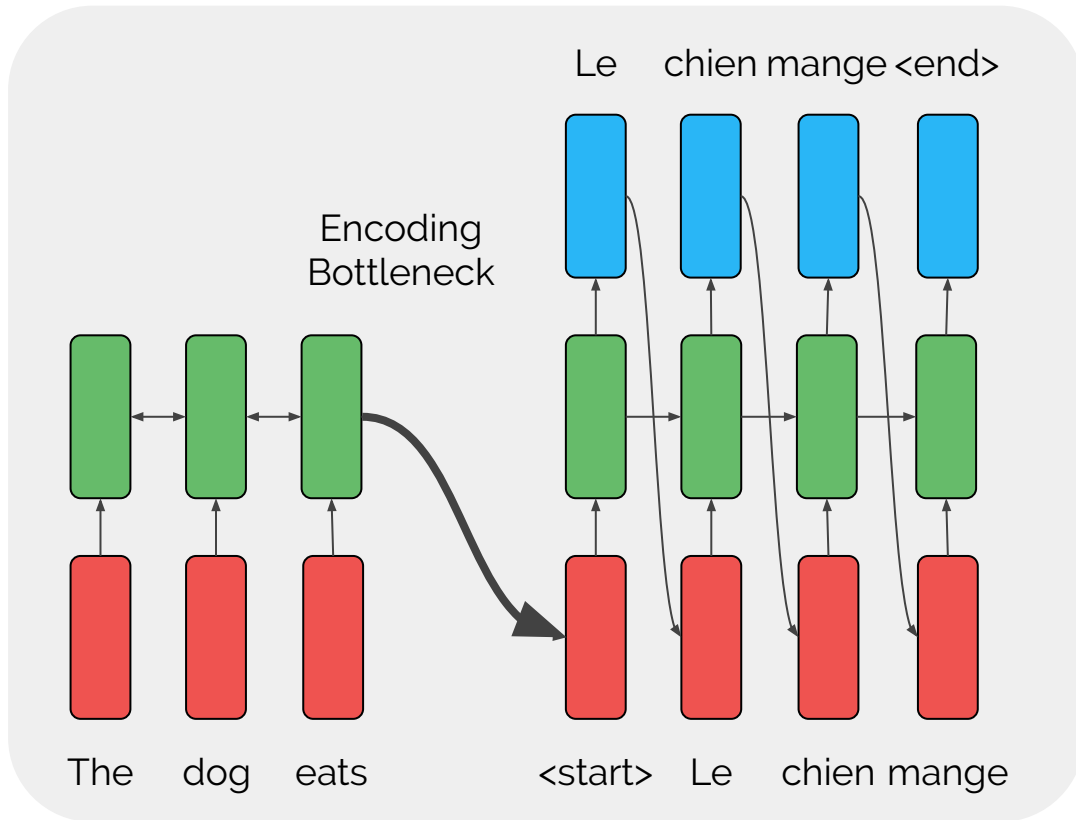 Le chien mange <end>
Encoding
Bottleneck
The dog eats <start> Le chien mange